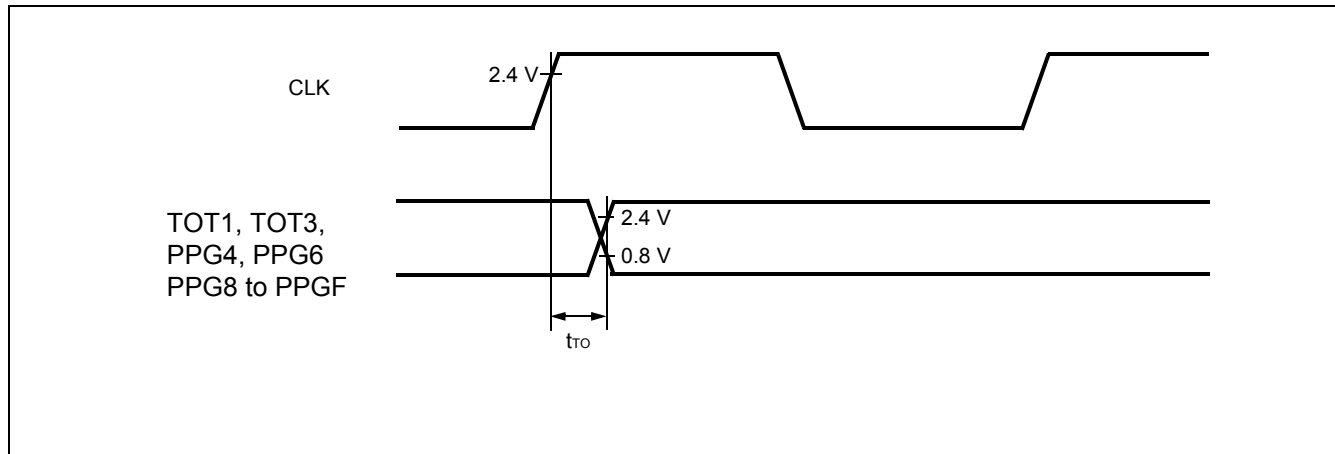 2.4 V
CLK
TOT1, TOT3,
PPG4, PPG6
PPG8 to PPGF
2.4 V
0.8 V
tTO